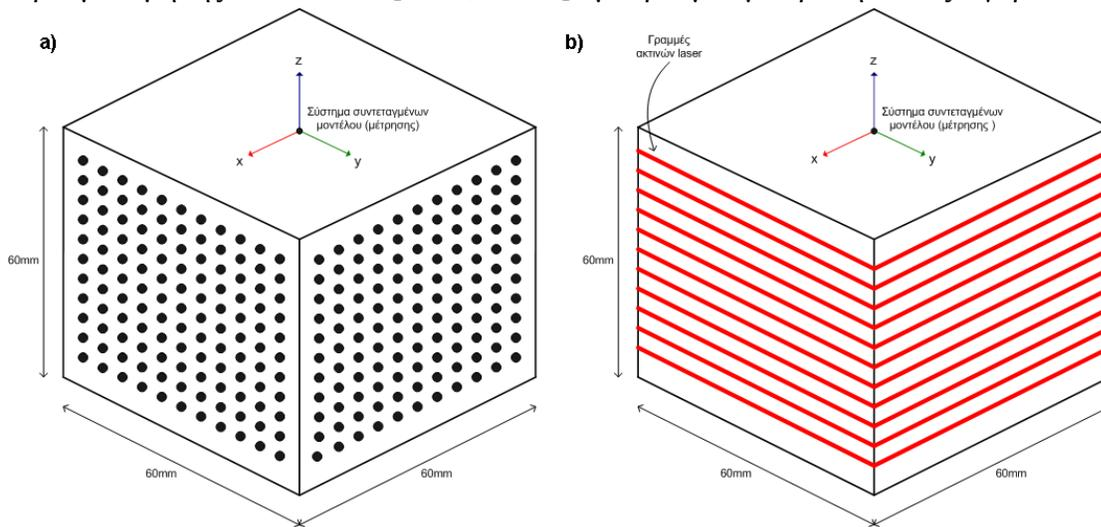 a)
z
Σύστημα συντεταγμένων
μοντέλου (μέτρησης)
x
y
60mm
60mm
60mm
b)
Γραμμές
ακτινών laser
z
Σύστημα συντεταγμένων
μοντέλου (μέτρησης )
x
y
60mm
60mm
60mm